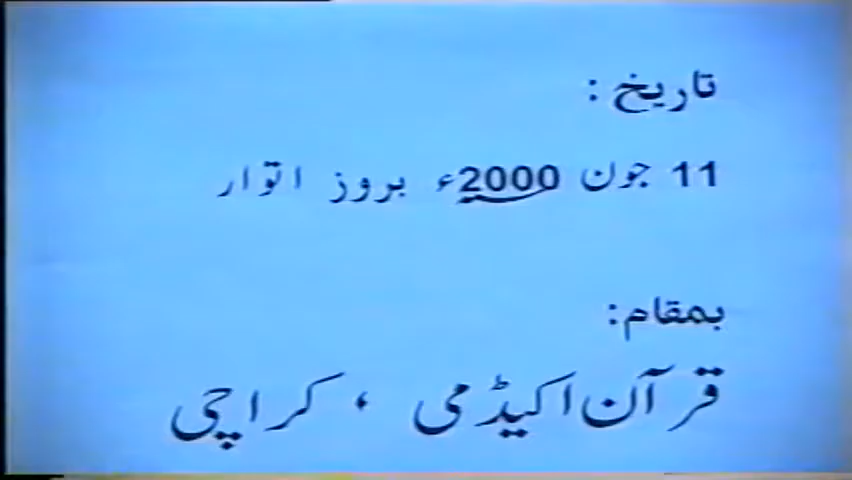 تاریخ :
11 جون 2000ء بروز اتوار
بمقام:
قرآن اکیڈمی ، کراچی